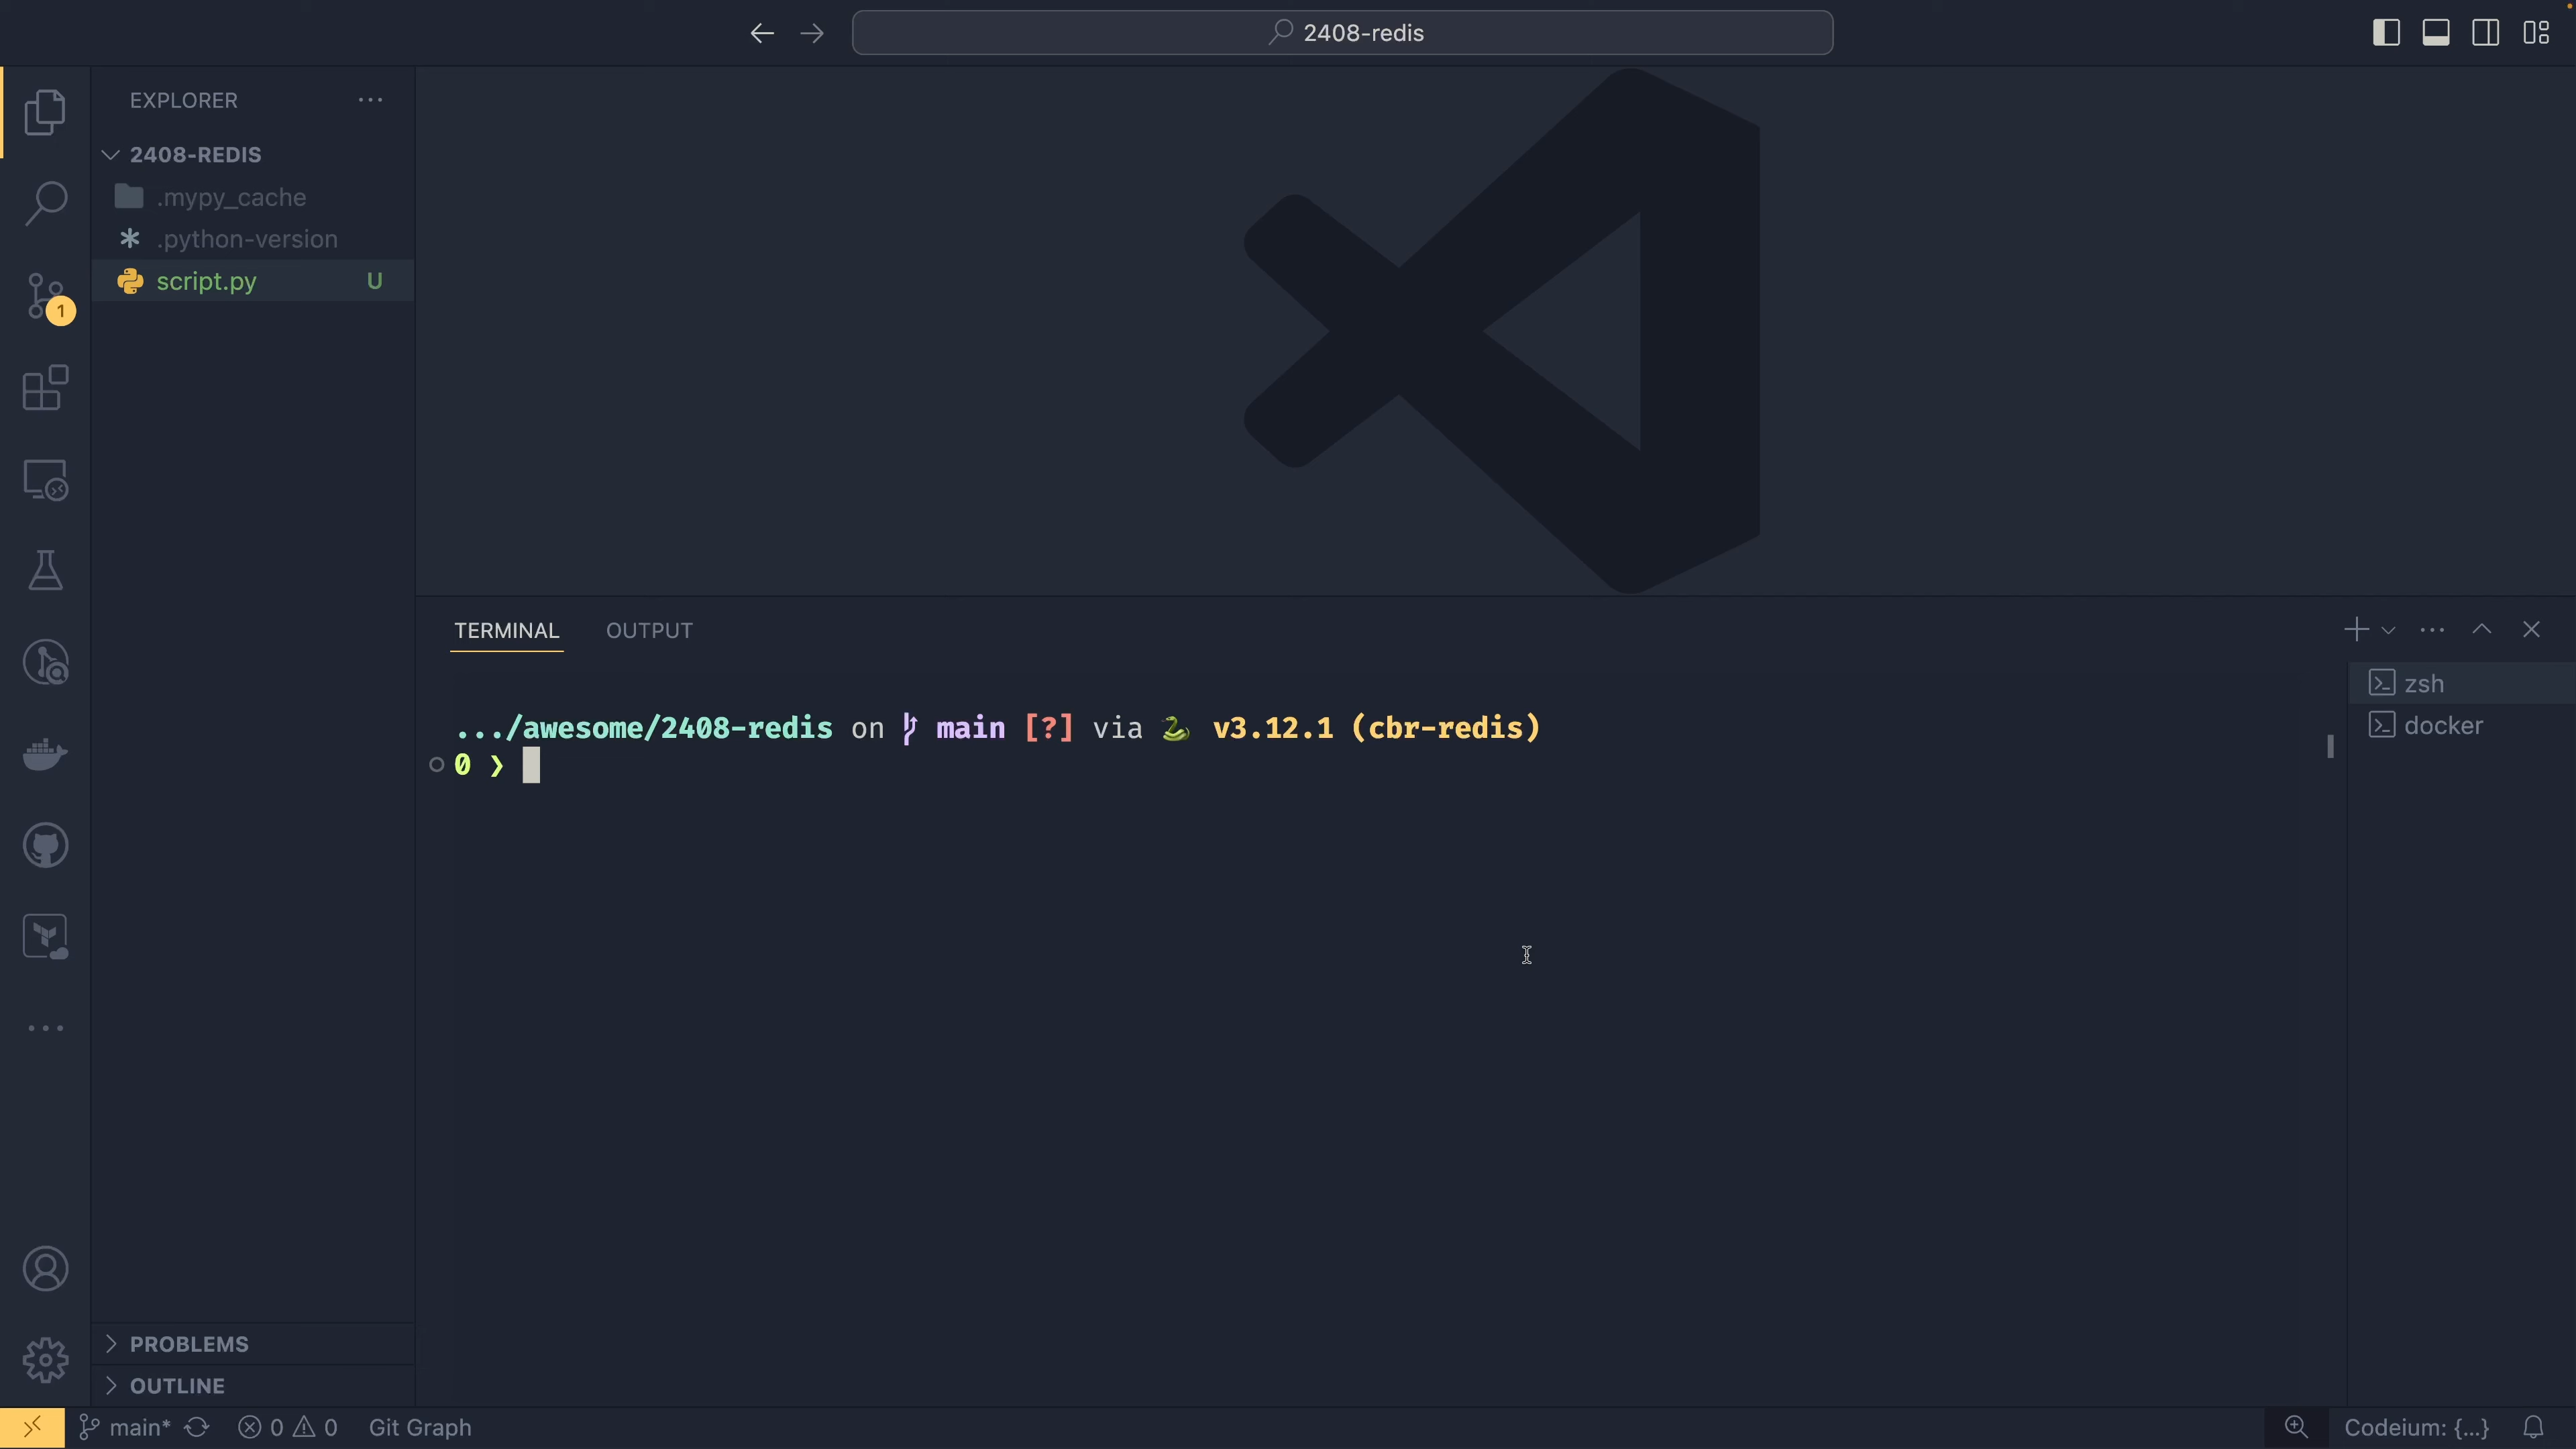 2408-redis
EXPLORER
2408-REDIS
.mypy_cache
.python-version
script.py U
1
TERMINAL OUTPUT
.../awesome/2408-redis on main [?] via 🐍 v3.12.1 (cbr-redis)
0 ❯
zsh
docker
PROBLEMS
OUTLINE
main* 0 0 Git Graph Codeium: {...}